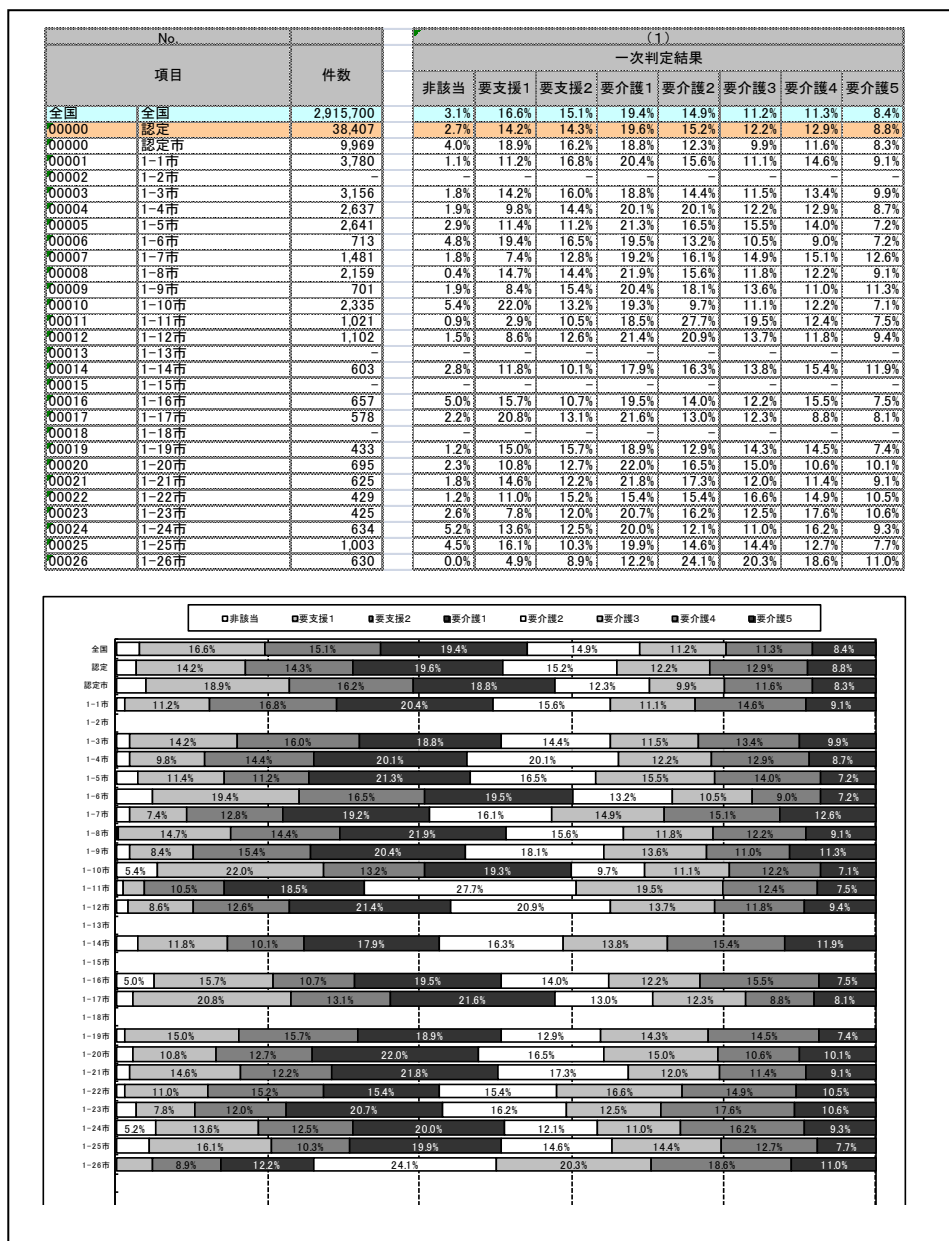 No. （1）
項目 件数 一次判定結果
非該当 要支援1 要支援2 要介護1 要介護2 要介護3 要介護4 要介護5
全国 全国 2,915,700 3.1% 16.6% 15.1% 19.4% 14.9% 11.2% 11.3% 8.4%
00000 認定 38,407 2.7% 14.2% 14.3% 19.6% 15.2% 12.2% 12.9% 8.8%
00000 認定市 9,969 4.0% 18.9% 16.2% 18.8% 12.3% 9.9% 11.6% 8.3%
00001 1-1市 3,780 1.1% 11.2% 16.8% 20.4% 15.6% 11.1% 14.6% 9.1%
00002 1-2市 － － － － － － － － －
00003 1-3市 3,156 1.8% 14.2% 16.0% 18.8% 14.4% 11.5% 13.4% 9.9%
00004 1-4市 2,637 1.9% 9.8% 14.4% 20.1% 20.1% 12.2% 12.9% 8.7%
00005 1-5市 2,641 2.9% 11.4% 11.2% 21.3% 16.5% 15.5% 14.0% 7.2%
00006 1-6市 713 4.8% 19.4% 16.5% 19.5% 13.2% 10.5% 9.0% 7.2%
00007 1-7市 1,481 1.8% 7.4% 12.8% 19.2% 16.1% 14.9% 15.1% 12.6%
00008 1-8市 2,159 0.4% 14.7% 14.4% 21.9% 15.6% 11.8% 12.2% 9.1%
00009 1-9市 701 1.9% 8.4% 15.4% 20.4% 18.1% 13.6% 11.0% 11.3%
00010 1-10市 2,335 5.4% 22.0% 13.2% 19.3% 9.7% 11.1% 12.2% 7.1%
00011 1-11市 1,021 0.9% 2.9% 10.5% 18.5% 27.7% 19.5% 12.4% 7.5%
00012 1-12市 1,102 1.5% 8.6% 12.6% 21.4% 20.9% 13.7% 11.8% 9.4%
00013 1-13市 － － － － － － － － －
00014 1-14市 603 2.8% 11.8% 10.1% 17.9% 16.3% 13.8% 15.4% 11.9%
00015 1-15市 － － － － － － － － －
00016 1-16市 657 5.0% 15.7% 10.7% 19.5% 14.0% 12.2% 15.5% 7.5%
00017 1-17市 578 2.2% 20.8% 13.1% 21.6% 13.0% 12.3% 8.8% 8.1%
00018 1-18市 － － － － － － － － －
00019 1-19市 433 1.2% 15.0% 15.7% 18.9% 12.9% 14.3% 14.5% 7.4%
00020 1-20市 695 2.3% 10.8% 12.7% 22.0% 16.5% 15.0% 10.6% 10.1%
00021 1-21市 625 1.8% 14.6% 12.2% 21.8% 17.3% 12.0% 11.4% 9.1%
00022 1-22市 429 1.2% 11.0% 15.2% 15.4% 15.4% 16.6% 14.9% 10.5%
00023 1-23市 425 2.6% 7.8% 12.0% 20.7% 16.2% 12.5% 17.6% 10.6%
00024 1-24市 634 5.2% 13.6% 12.5% 20.0% 12.1% 11.0% 16.2% 9.3%
00025 1-25市 1,003 4.5% 16.1% 10.3% 19.9% 14.6% 14.4% 12.7% 7.7%
00026 1-26市 630 0.0% 4.9% 8.9% 12.2% 24.1% 20.3% 18.6% 11.0%
非該当 要支援1 要支援2 要介護1 要介護2 要介護3 要介護4 要介護5
全国 16.6% 15.1% 19.4% 14.9% 11.2% 11.3% 8.4%
認定 14.2% 14.3% 19.6% 15.2% 12.2% 12.9% 8.8%
認定市 18.9% 16.2% 18.8% 12.3% 9.9% 11.6% 8.3%
1-1市 11.2% 16.8% 20.4% 15.6% 11.1% 14.6% 9.1%
1-2市
1-3市 14.2% 16.0% 18.8% 14.4% 11.5% 13.4% 9.9%
1-4市 9.8% 14.4% 20.1% 20.1% 12.2% 12.9% 8.7%
1-5市 11.4% 11.2% 21.3% 16.5% 15.5% 14.0% 7.2%
1-6市 19.4% 16.5% 19.5% 13.2% 10.5% 9.0% 7.2%
1-7市 7.4% 12.8% 19.2% 16.1% 14.9% 15.1% 12.6%
1-8市 14.7% 14.4% 21.9% 15.6% 11.8% 12.2% 9.1%
1-9市 8.4% 15.4% 20.4% 18.1% 13.6% 11.0% 11.3%
1-10市 5.4% 22.0% 13.2% 19.3% 9.7% 11.1% 12.2% 7.1%
1-11市 10.5% 18.5% 27.7% 19.5% 12.4% 7.5%
1-12市 8.6% 12.6% 21.4% 20.9% 13.7% 11.8% 9.4%
1-13市
1-14市 11.8% 10.1% 17.9% 16.3% 13.8% 15.4% 11.9%
1-15市
1-16市 5.0% 15.7% 10.7% 19.5% 14.0% 12.2% 15.5% 7.5%
1-17市 20.8% 13.1% 21.6% 13.0% 12.3% 8.8% 8.1%
1-18市
1-19市 15.0% 15.7% 18.9% 12.9% 14.3% 14.5% 7.4%
1-20市 10.8% 12.7% 22.0% 16.5% 15.0% 10.6% 10.1%
1-21市 14.6% 12.2% 21.8% 17.3% 12.0% 11.4% 9.1%
1-22市 11.0% 15.2% 15.4% 15.4% 16.6% 14.9% 10.5%
1-23市 7.8% 12.0% 20.7% 16.2% 12.5% 17.6% 10.6%
1-24市 5.2% 13.6% 12.5% 20.0% 12.1% 11.0% 16.2% 9.3%
1-25市 16.1% 10.3% 19.9% 14.6% 14.4% 12.7% 7.7%
1-26市 8.9% 12.2% 24.1% 20.3% 18.6% 11.0%